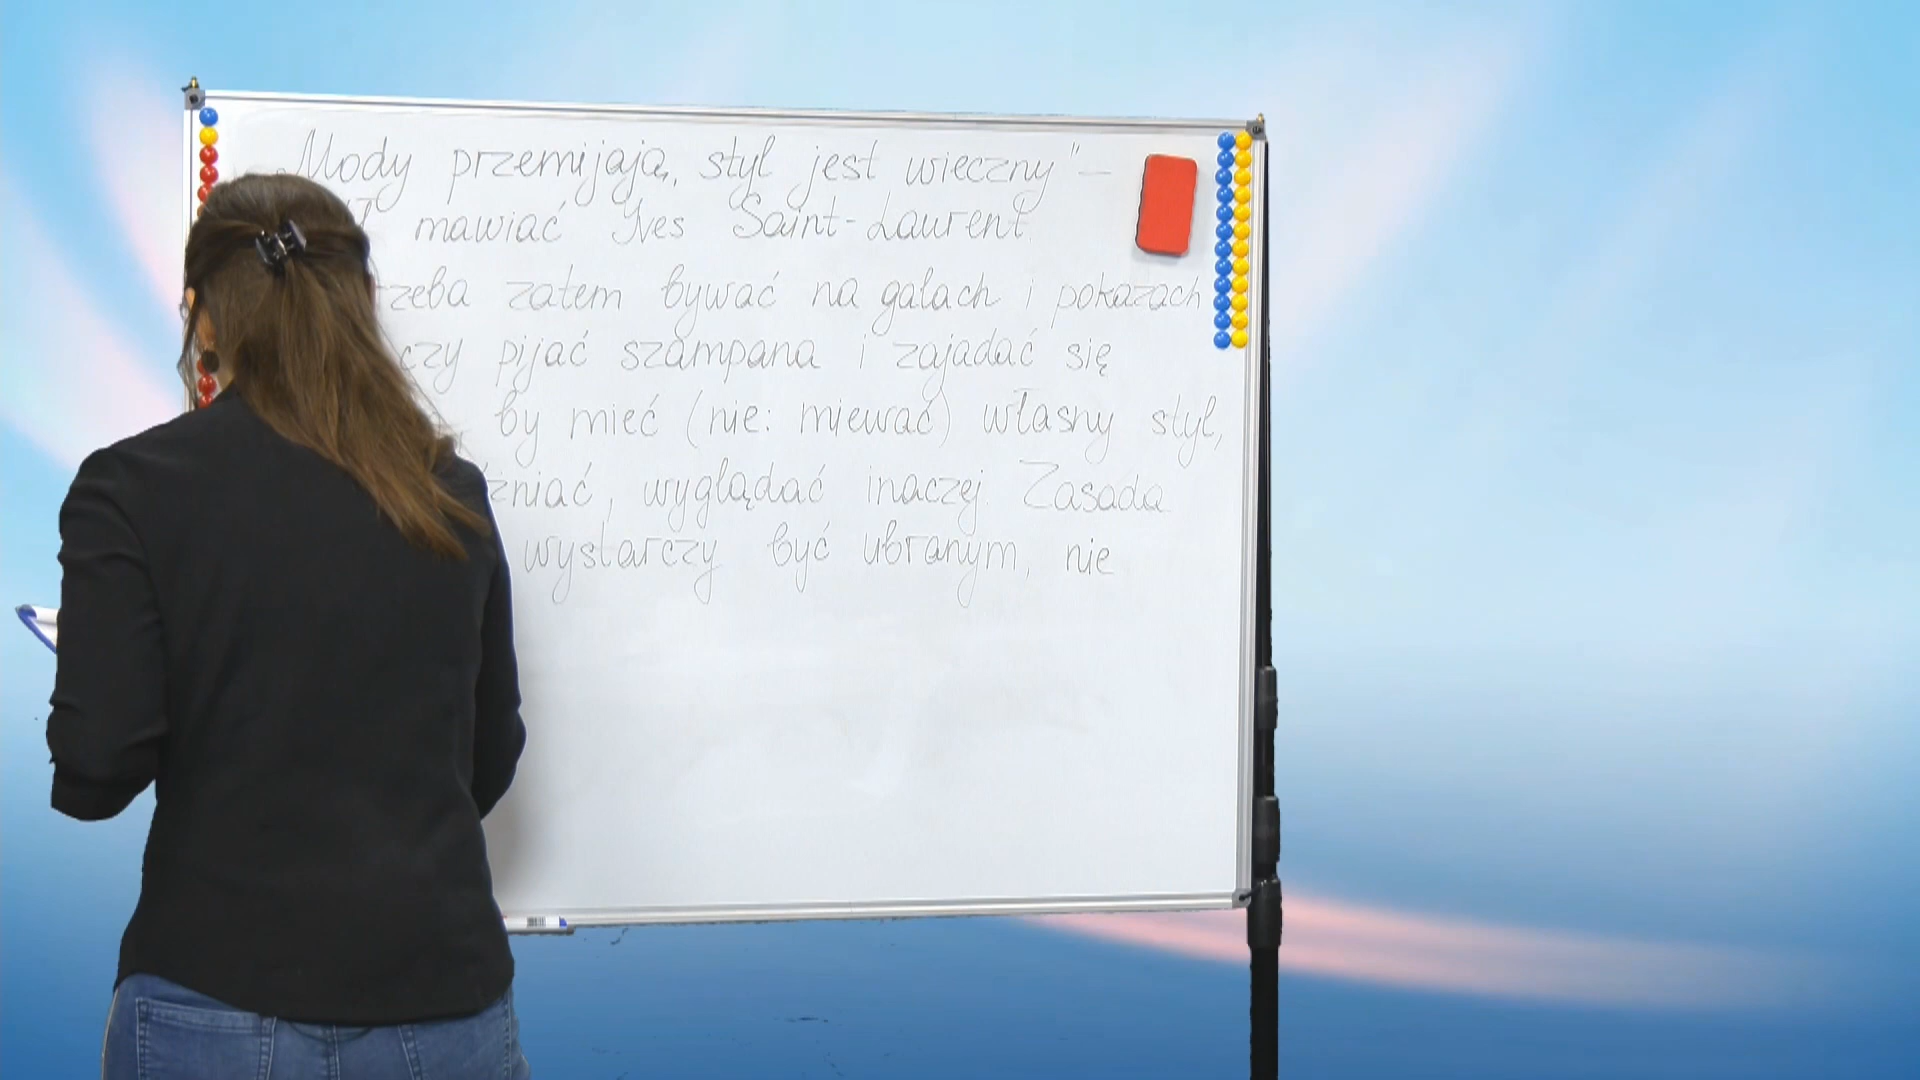 „Mody przemijają, styl jest wieczny" –
mawiać Yves Saint-Laurent.
zatem bywać na galach i pokazach
czy pijać szampana i zajadać się
by mieć (nie: miewać) własny styl,
wyglądać inaczej. Zasada
wystarczy być ubranym, nie